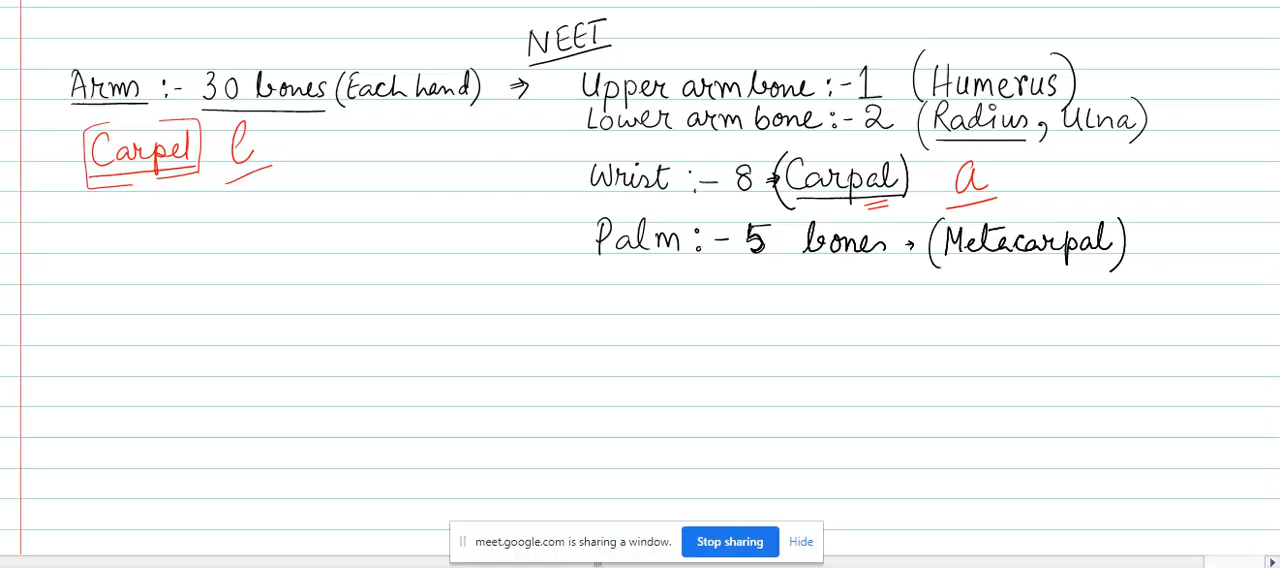 NEET
Arms :- 30 bones (Each hand) ⇒ Upper arm bone :- 1 (Humerus)
Lower arm bone :- 2 (Radius, Ulna)
Carpel e
Wrist :- 8 → (Carpal) a
Palm :- 5 bones → (Metacarpal)
meet.google.com is sharing a window. Stop sharing Hide